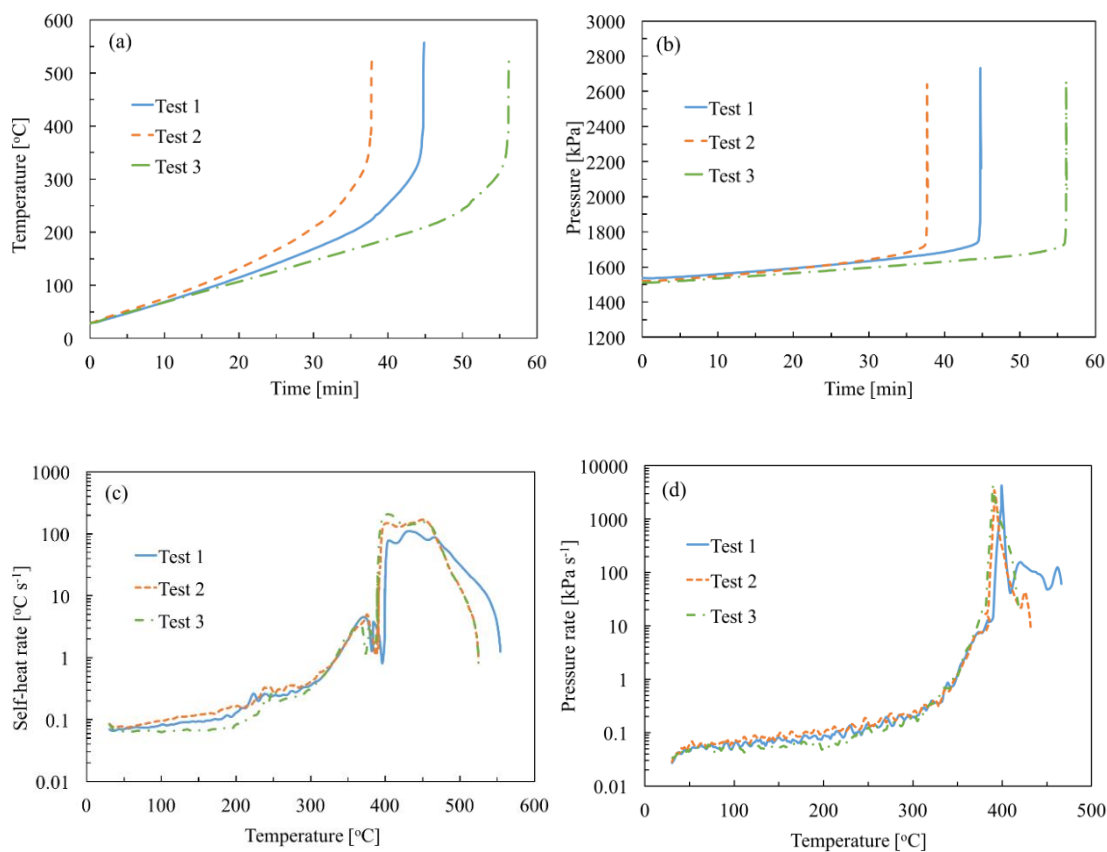 (a)
Temperature [°C]
600
500
400
300
200
100
0
Test 1
Test 2
Test 3
0 10 20 30 40 50 60
Time [min]
(b)
Pressure [kPa]
3000
2800
2600
2400
2200
2000
1800
1600
1400
1200
Test 1
Test 2
Test 3
0 10 20 30 40 50 60
Time [min]
(c)
Self-heat rate [°C s⁻¹]
1000
100
10
1
0.1
0.01
Test 1
Test 2
Test 3
0 100 200 300 400 500 600
Temperature [°C]
(d)
Pressure rate [kPa s⁻¹]
10000
1000
100
10
1
0.1
0.01
Test 1
Test 2
Test 3
0 100 200 300 400 500
Temperature [°C]